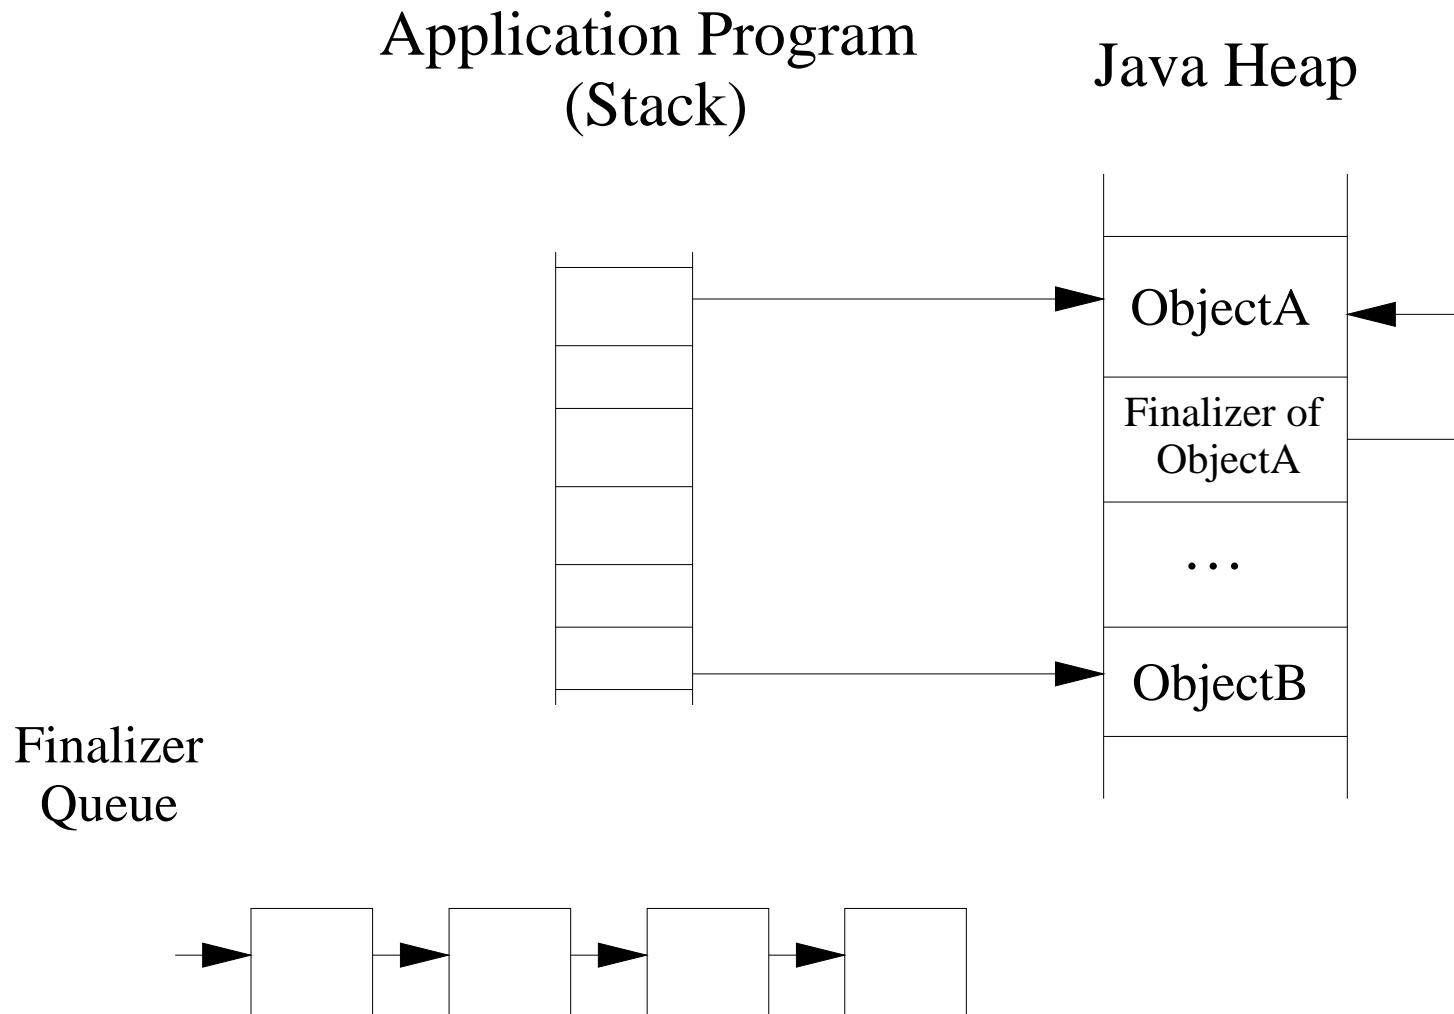 Application Program
(Stack)
Java Heap
ObjectA
Finalizer of
ObjectA
...
ObjectB
Finalizer
Queue